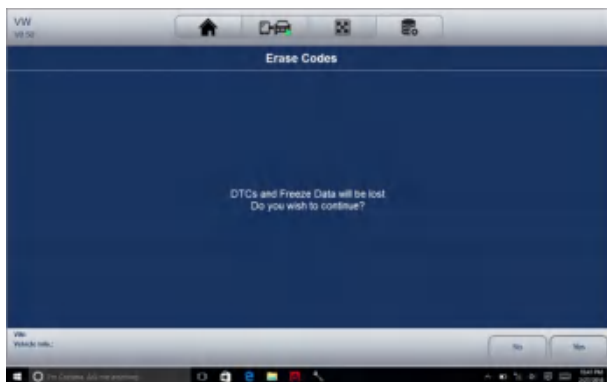 VW
Erase Codes
DTCs and Freeze Data will be lost
Do you wish to continue?
VIN:
Vehicle Info.:
No
Yes